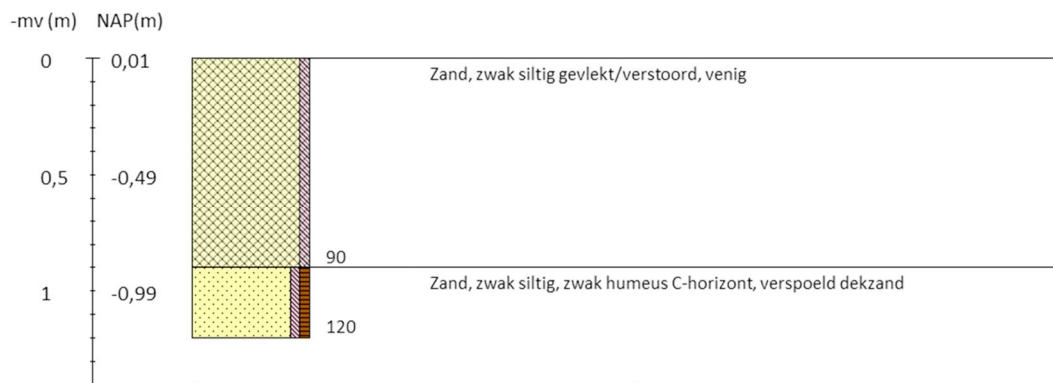 -mv (m) NAP(m)
0 0,01
Zand, zwak siltig gevlekt/verstoord, venig
0,5 -0,49
90
Zand, zwak siltig, zwak humeus C-horizont, verspoeld dekzand
1 -0,99
120